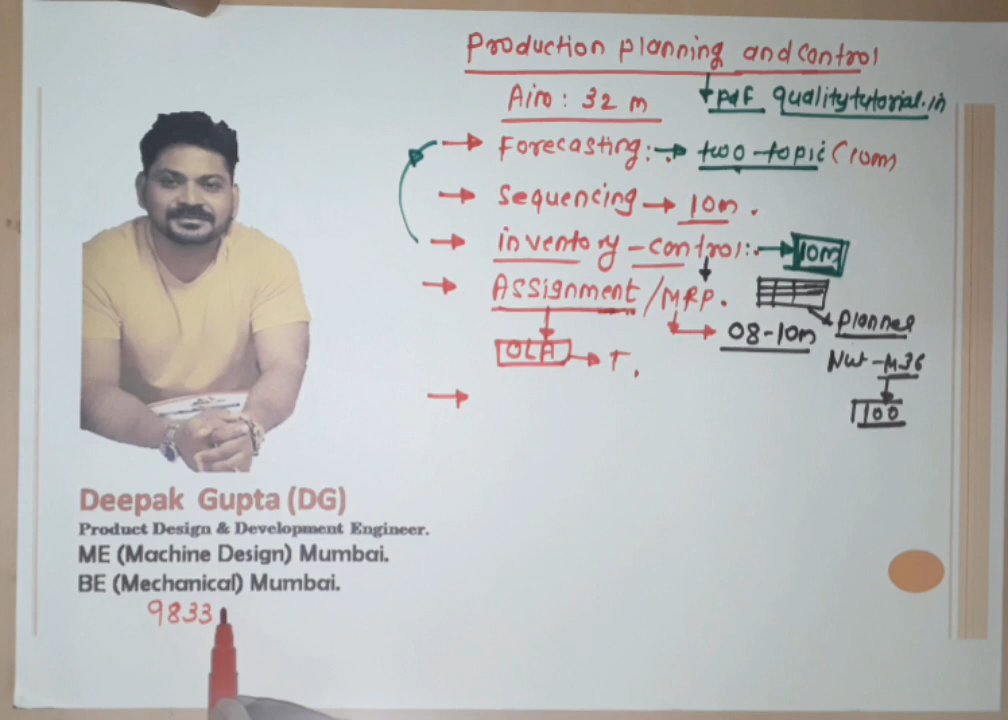 Production planning and control
Aim: 32 m
pdf qualitytutorial.in
→ Forecasting: → two-topic (10m)
→ Sequencing → 10m.
→ inventory-control: → 10m
→ Assignment / MRP. → 08-10m
Planner
OLA → T.
M36
100
→
Deepak Gupta (DG)
Product Design & Development Engineer.
ME (Machine Design) Mumbai.
BE (Mechanical) Mumbai.
9833